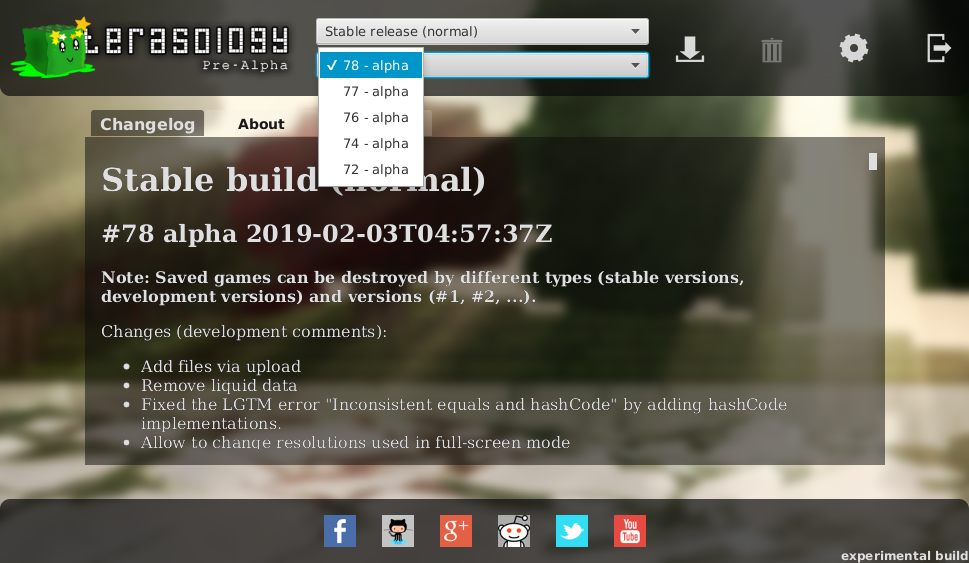 terasology
Pre-Alpha
Stable release (normal)
✓ 78 - alpha
77 - alpha
76 - alpha
74 - alpha
72 - alpha
Changelog
About
Stable build (normal)
#78 alpha 2019-02-03T04:57:37Z
Note: Saved games can be destroyed by different types (stable versions,
development versions) and versions (#1, #2, ...).
Changes (development comments):
• Add files via upload
• Remove liquid data
• Fixed the LGTM error "Inconsistent equals and hashCode" by adding hashCode
implementations.
• Allow to change resolutions used in full-screen mode
f
g+
You
Tube
experimental build